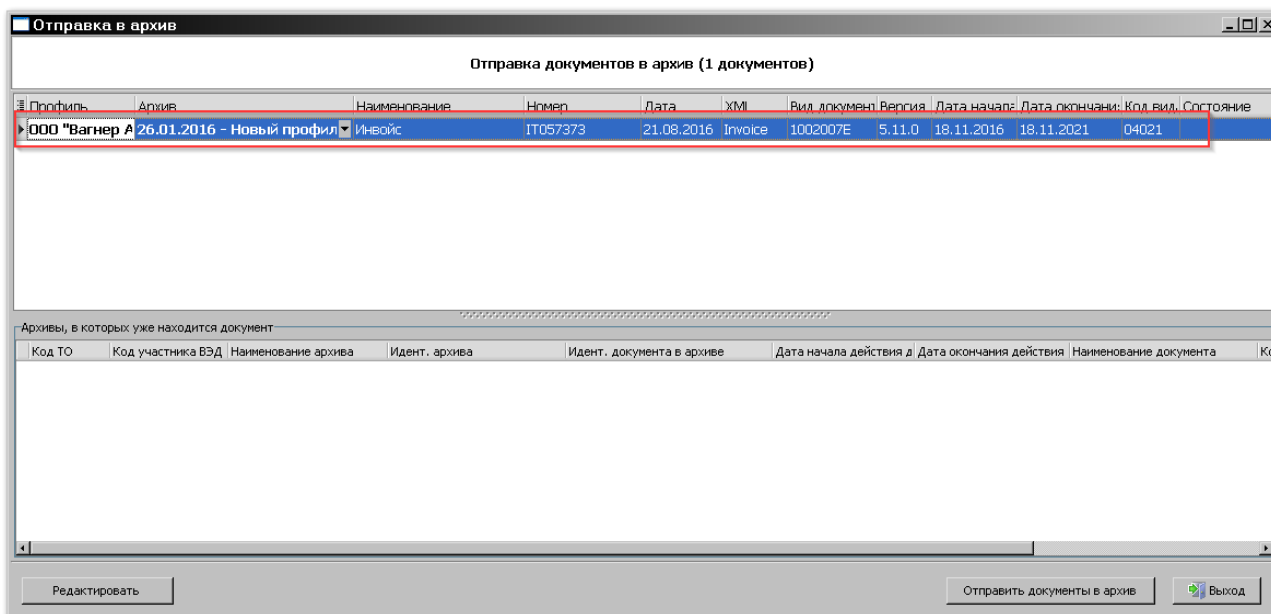 Отправка в архив
Отправка документов в архив (1 документов)
Профиль Архив Наименование Номер Дата XML Вид документ Версия Дата начала Дата окончани: Код вид. Состояние
ООО "Вагнер А 26.01.2016 - Новый профил Инвойс IT057373 21.08.2016 Invoice 1002007E 5.11.0 18.11.2016 18.11.2021 04021
Архивы, в которых уже находится документ
Код ТО Код участника ВЭД Наименование архива Идент. архива Идент. документа в архиве Дата начала действия д Дата окончания действия Наименование документа Ко
Редактировать Отправить документы в архив Выход